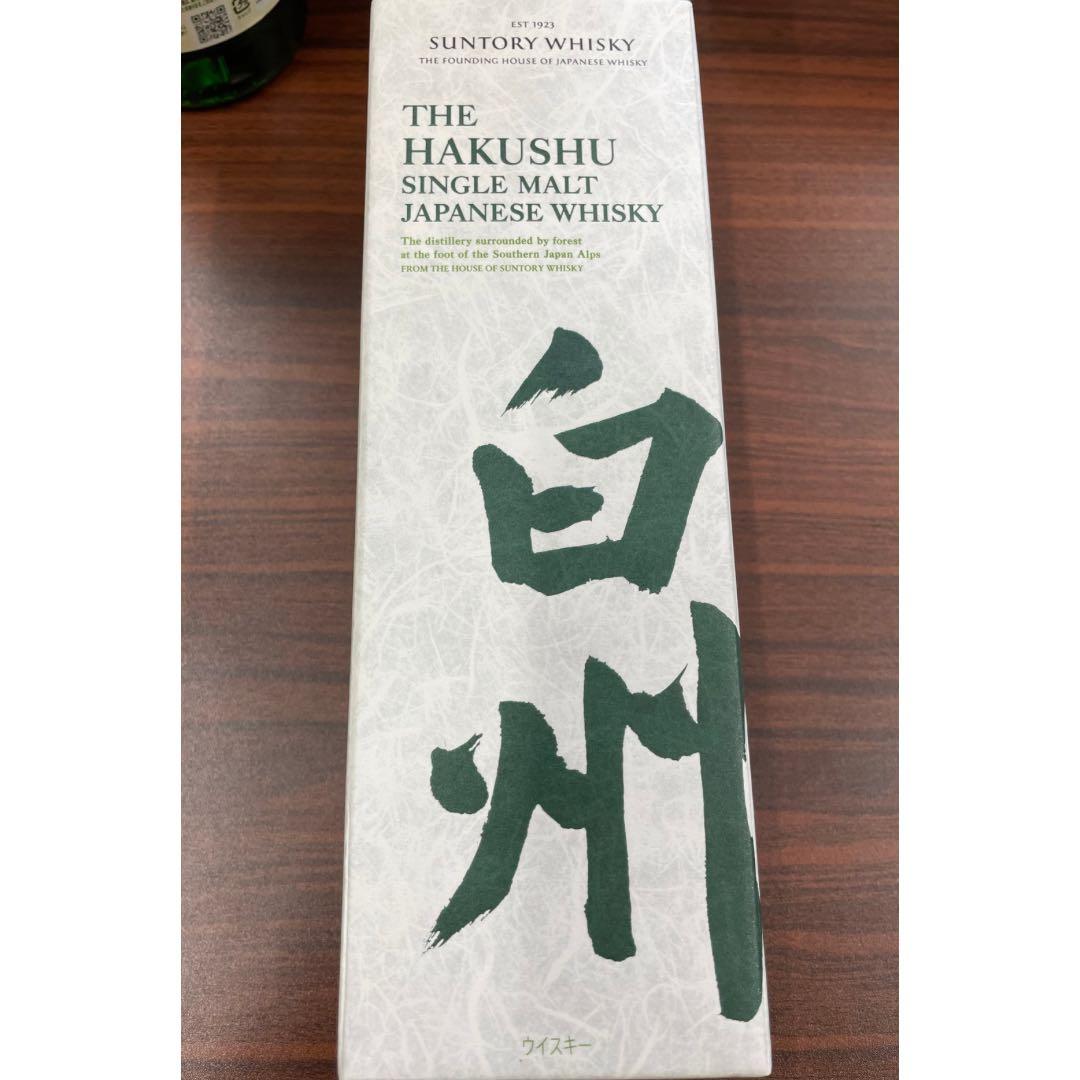 EST 1923
SUNTORY WHISKY
THE FOUNDING HOUSE OF JAPANESE WHISKY
THE
HAKUSHU
SINGLE MALT
JAPANESE WHISKY
The distillery surrounded by forest
at the foot of the Southern Japan Alps
FROM THE HOUSE OF SUNTORY WHISKY
白
州
ウイスキー